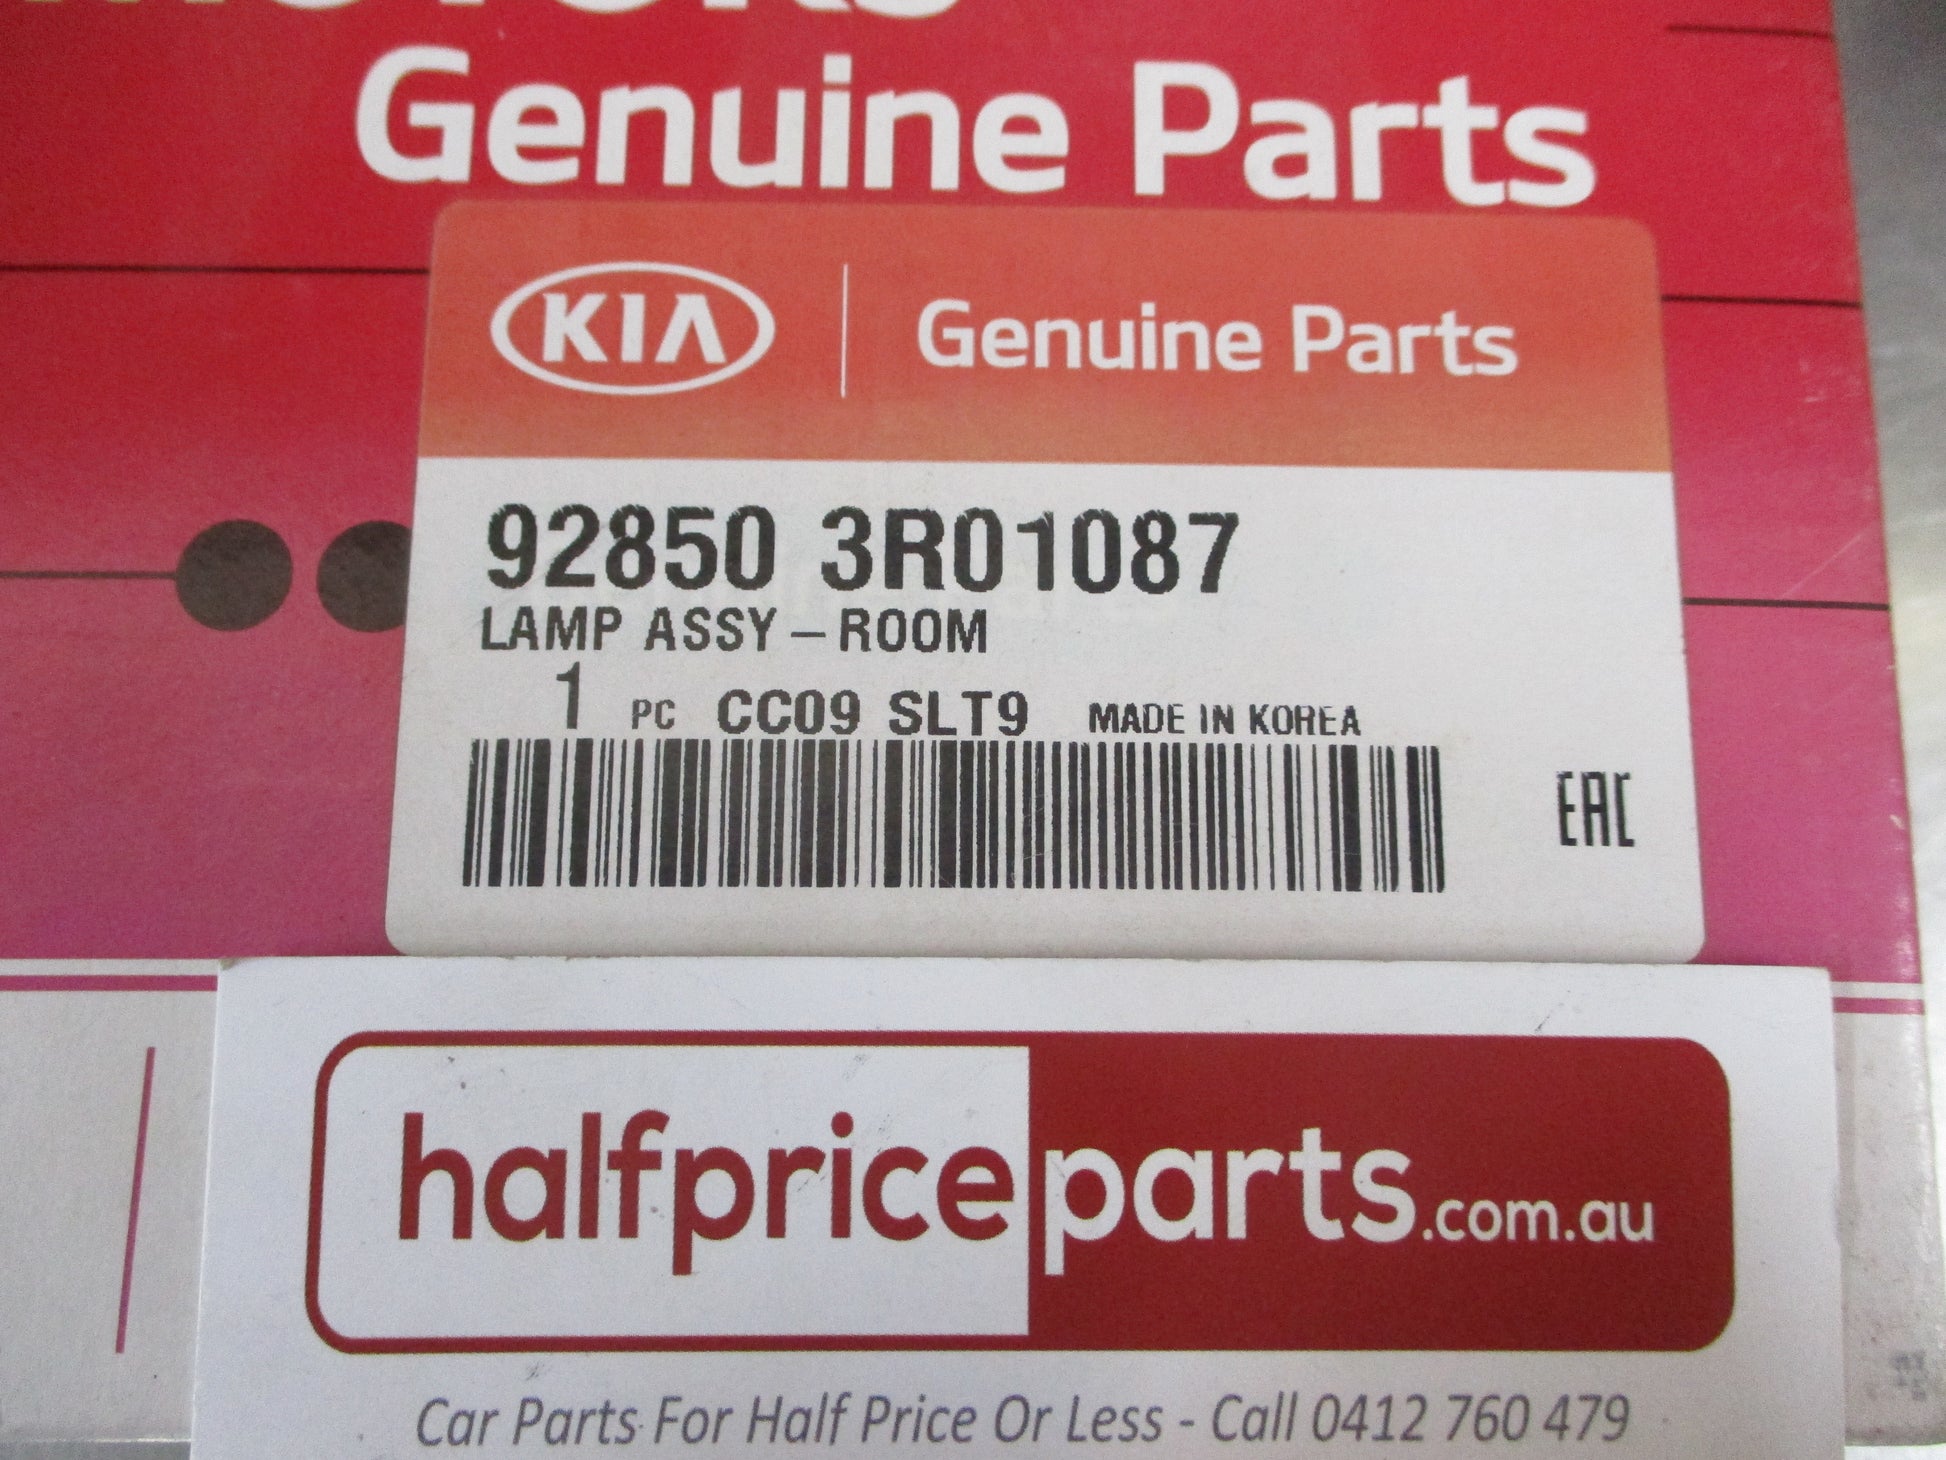 Genuine Parts
KIA Genuine Parts
92850 3R01087
LAMP ASSY – ROOM
1 PC CC09 SLT9 MADE IN KOREA
EAC
halfpriceparts.com.au
Car Parts For Half Price Or Less - Call 0412 760 479